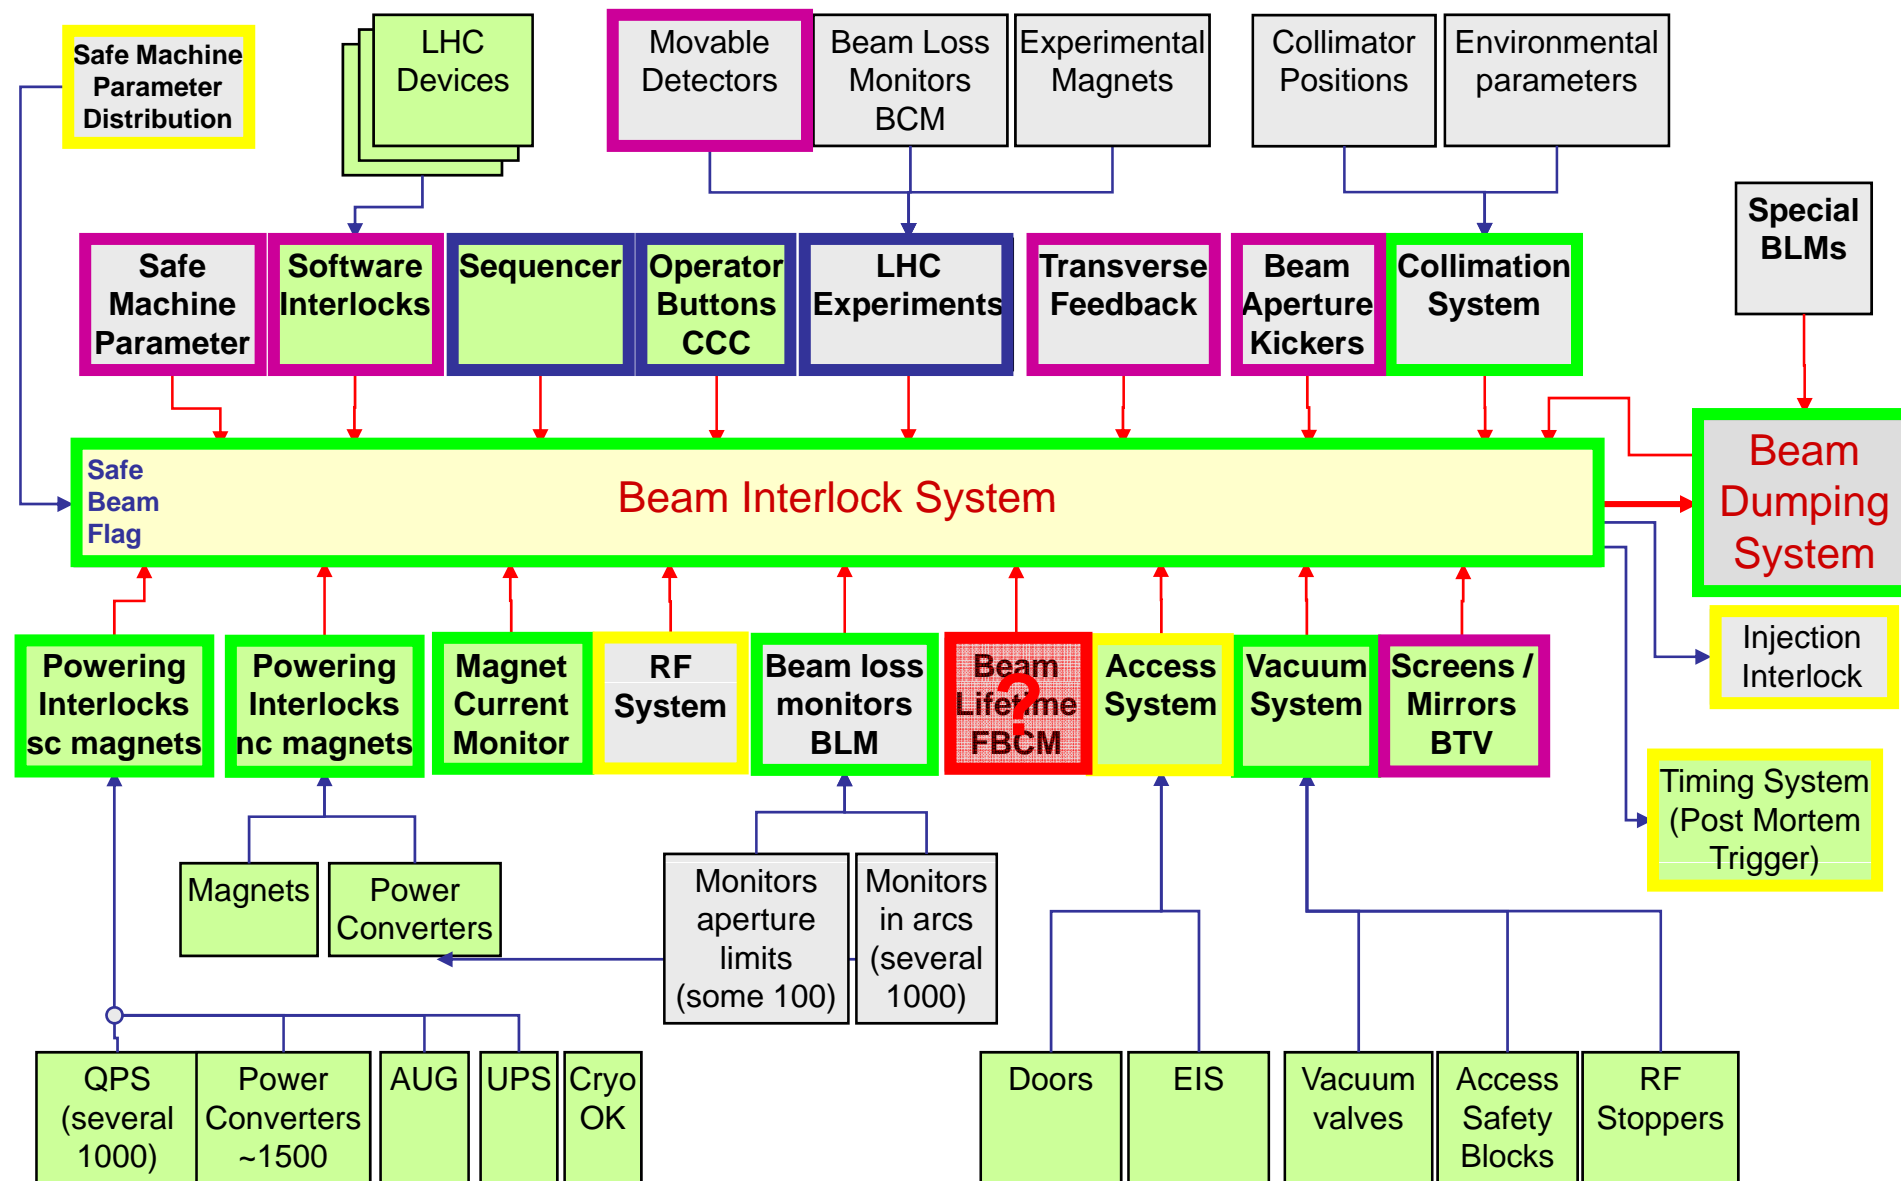 Safe Machine
Parameter
Distribution
LHC
Devices
Movable
Detectors
Beam Loss
Monitors
BCM
Experimental
Magnets
Collimator
Positions
Environmental
parameters
Special
BLMs
Safe
Machine
Parameter
Software
Interlocks
Sequencer
Operator
Buttons
CCC
LHC
Experiments
Transverse
Feedback
Beam
Aperture
Kickers
Collimation
System
Safe
Beam
Flag
Beam Interlock System
Beam
Dumping
System
Injection
Interlock
Timing System
(Post Mortem
Trigger)
Powering
Interlocks
sc magnets
Powering
Interlocks
nc magnets
Magnet
Current
Monitor
RF
System
Beam loss
monitors
BLM
Beam
Lifetime
FBCM
?
Access
System
Vacuum
System
Screens /
Mirrors
BTV
Magnets
Power
Converters
Monitors
aperture
limits
(some 100)
Monitors
in arcs
(several
1000)
QPS
(several
1000)
Power
Converters
~1500
AUG
UPS
Cryo
OK
Doors
EIS
Vacuum
valves
Access
Safety
Blocks
RF
Stoppers